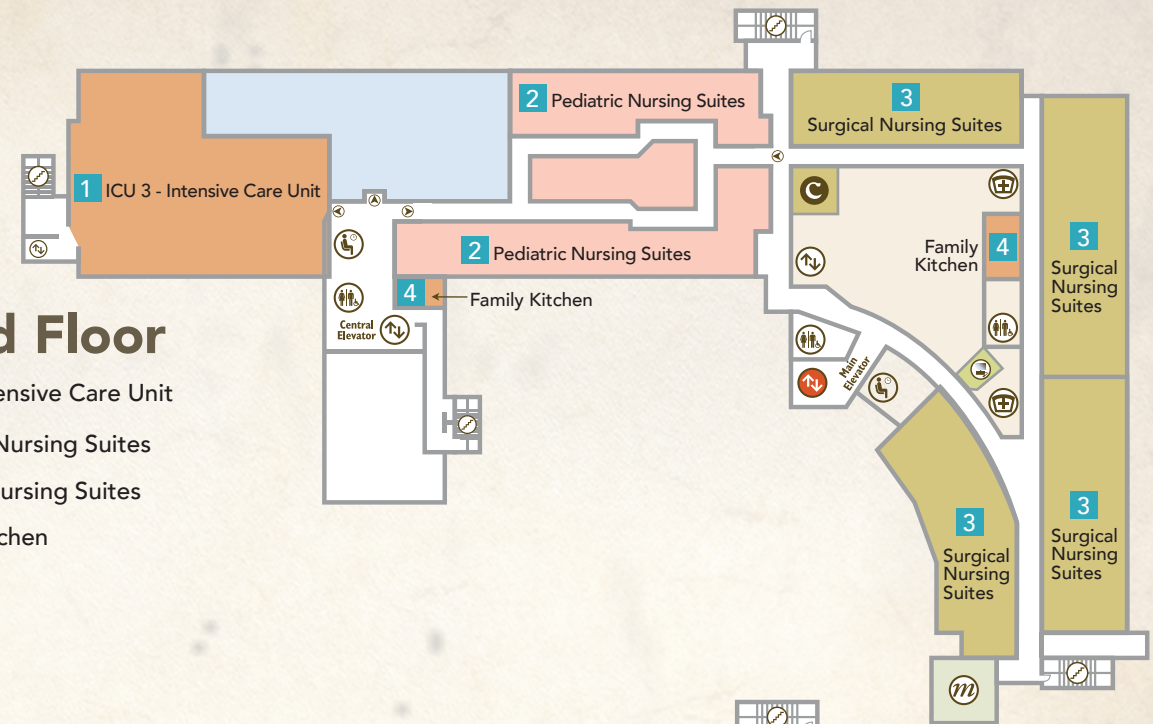 2 Pediatric Nursing Suites
3
Surgical Nursing Suites
1 ICU 3 - Intensive Care Unit
C
2 Pediatric Nursing Suites
Family
Kitchen
4
3
Surgical
Nursing
Suites
4
Family Kitchen
Central
Elevator
Main
Elevator
d Floor
ensive Care Unit
Nursing Suites
ursing Suites
chen
3
Surgical
Nursing
Suites
3
Surgical
Nursing
Suites
m